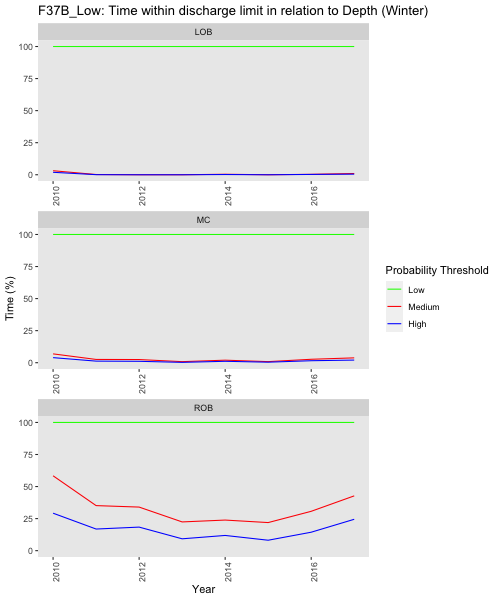 F37B_Low: Time within discharge limit in relation to Depth (Winter)
LOB
100
75
50
25
0
2010
2012
2014
2016
MC
100
75
50
25
0
2010
2012
2014
2016
Time (%)
Probability Threshold
Low
Medium
High
ROB
100
75
50
25
0
2010
2012
2014
2016
Year